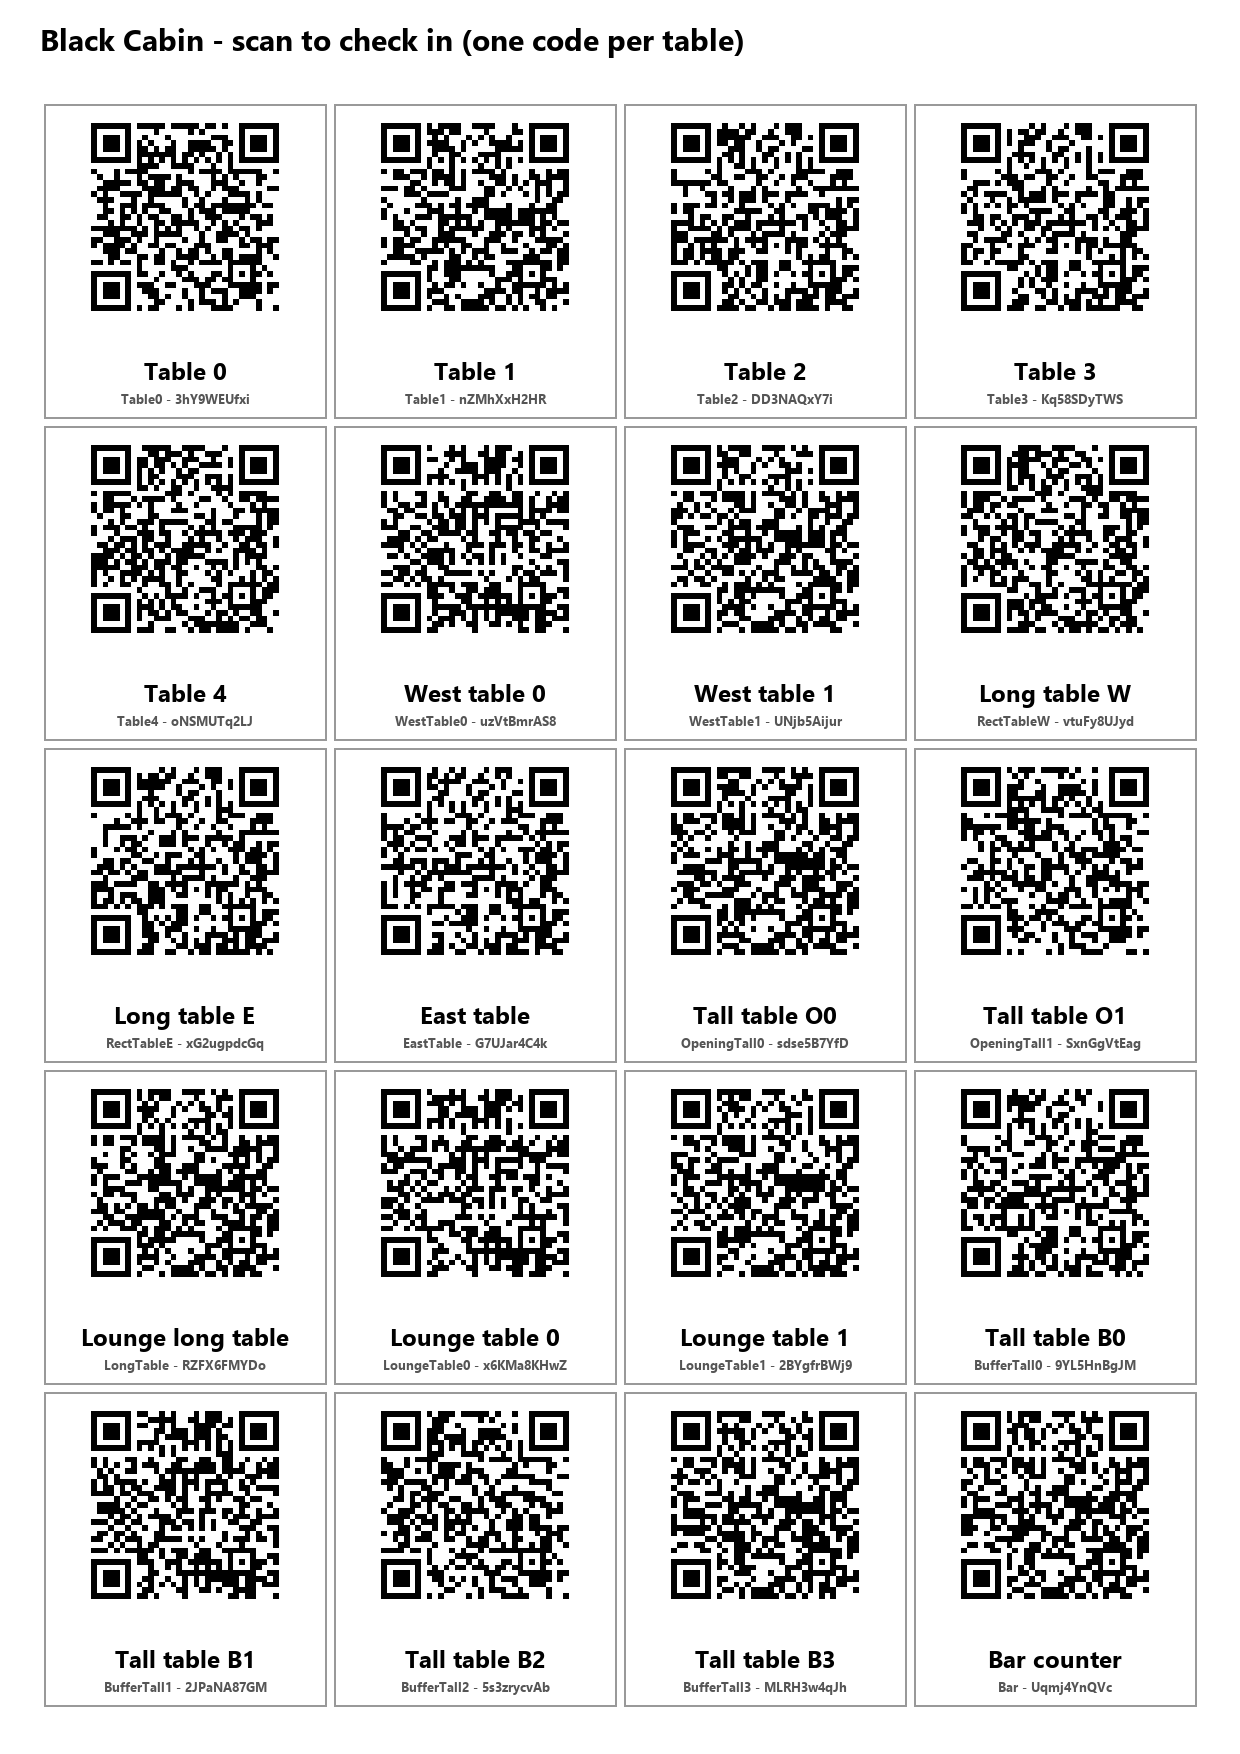 Black Cabin - scan to check in (one code per table)
Table 0
Table0 - 3hY9WEUfxi
Table 1
Table1 - nZMhXxH2HR
Table 2
Table2 - DD3NAQxY7i
Table 3
Table3 - Kq58SDyTWS
Table 4
Table4 - oNSMUTq2LJ
West table 0
WestTable0 - uzVtBmrAS8
West table 1
WestTable1 - UNjb5Aijur
Long table W
RectTableW - vtuFy8UJyd
Long table E
RectTableE - xG2ugpdcGq
East table
EastTable - G7UJar4C4k
Tall table O0
OpeningTall0 - sdse5B7YfD
Tall table O1
OpeningTall1 - SxnGgVtEag
Lounge long table
LongTable - RZFX6FMYDo
Lounge table 0
LoungeTable0 - x6KMa8KHwZ
Lounge table 1
LoungeTable1 - 2BYgfrBWj9
Tall table B0
BufferTall0 - 9YL5HnBgJM
Tall table B1
BufferTall1 - 2JPaNA87GM
Tall table B2
BufferTall2 - 5s3zrycvAb
Tall table B3
BufferTall3 - MLRH3w4qJh
Bar counter
Bar - Uqmj4YnQVc